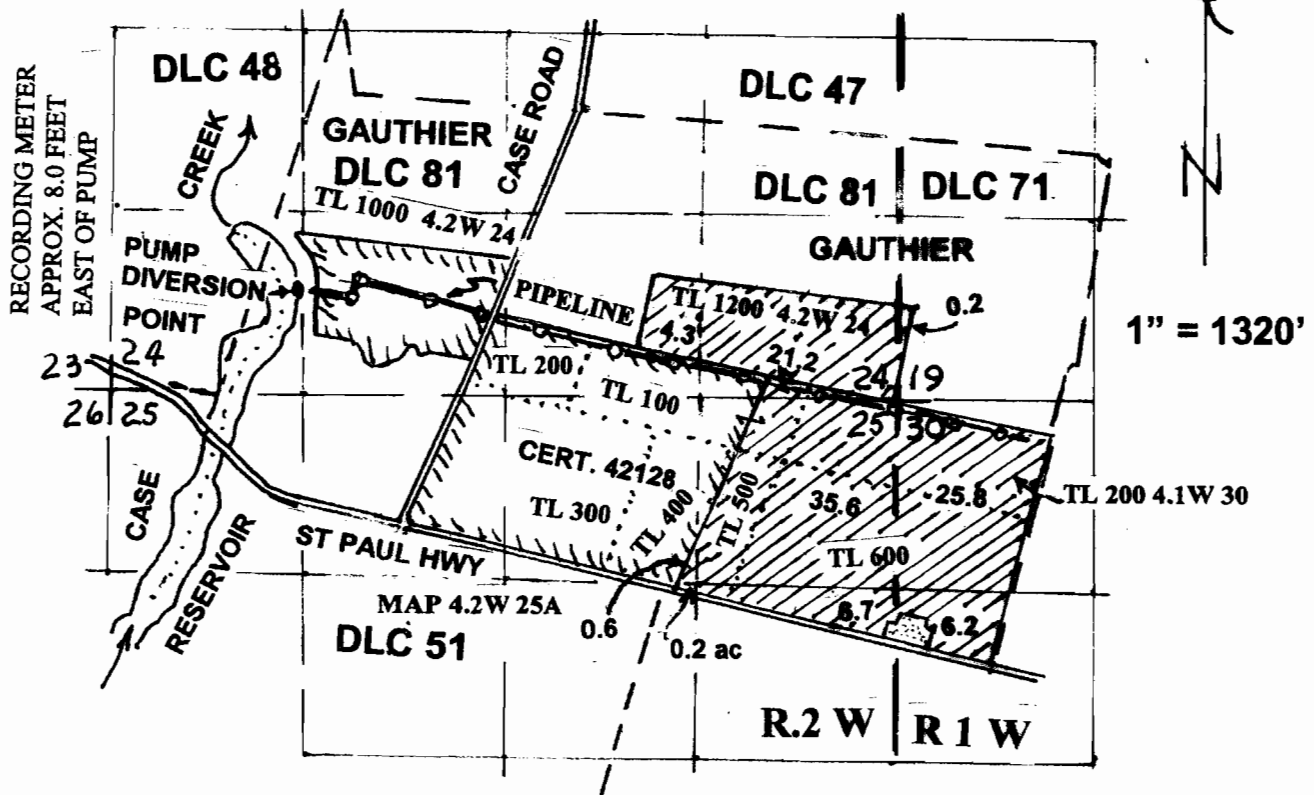 RECORDING METER
APPROX. 8.0 FEET
EAST OF PUMP
DLC 48
CREEK
GAUTHIER
DLC 81
TL 1000 4.2W 24
CASE ROAD
DLC 47
DLC 81
DLC 71
GAUTHIER
N
1" = 1320'
PUMP
DIVERSION
POINT
PIPELINE
TL 1200 4.2W 24
0.2
4.3
21.2
23
24
26
25
24
19
25
30
TL 200
TL 100
CERT. 42128
TL 300
TL 400
TL 500
35.6
25.8
TL 200 4.1W 30
TL 600
CASE
RESERVOIR
ST PAUL HWY
MAP 4.2W 25A
DLC 51
0.6
0.2 ac
6.7
6.2
R.2 W
R 1 W